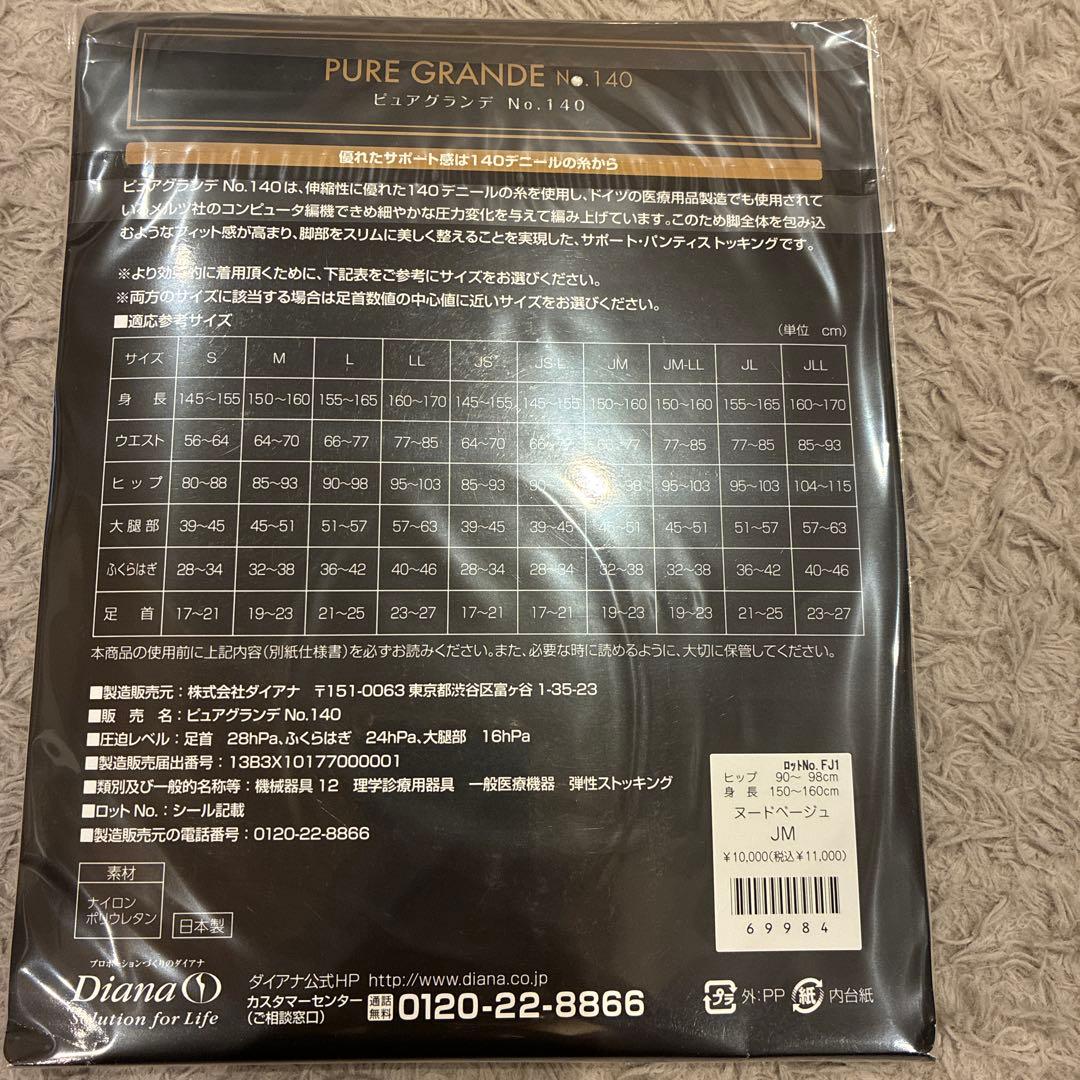 PURE GRANDE No.140
ピュアグランデ No.140
優れたサポート感は140デニールの糸から
ピュアグランデ No.140は、伸縮性に優れた140デニールの糸を使用し、ドイツの医療用品製造でも使用されて
いるメルツ社のコンピュータ編機できめ細やかな圧力変化を与えて編み上げています。このため脚全体を包み込
むようなフィット感が高まり、脚部をスリムに美しく整えることを実現した、サポート・パンティストッキングです。
※より効果的に着用頂くために、下記表をご参考にサイズをお選びください。
※両方のサイズに該当する場合は足首数値の中心値に近いサイズをお選びください。
■適応参考サイズ (単位 cm)
サイズ S M L LL JS JS-L JM JM-LL JL JLL
身 長 145〜155 150〜160 155〜165 160〜170 145〜155 145〜155 150〜160 150〜160 155〜165 160〜170
ウエスト 56〜64 64〜70 66〜77 77〜85 64〜70 66〜77 66〜77 77〜85 77〜85 85〜93
ヒップ 80〜88 85〜93 90〜98 95〜103 85〜93 90〜98 95〜103 95〜103 104〜115
大腿部 39〜45 45〜51 51〜57 57〜63 39〜45 39〜45 45〜51 45〜51 51〜57 57〜63
ふくらはぎ 28〜34 32〜38 36〜42 40〜46 28〜34 28〜34 32〜38 32〜38 36〜42 40〜46
足 首 17〜21 19〜23 21〜25 23〜27 17〜21 17〜21 19〜23 19〜23 21〜25 23〜27
本商品の使用前に上記内容(別紙仕様書)を必ずお読みください。また、必要な時に読めるように、大切に保管してください。
■製造販売元：株式会社ダイアナ 〒151-0063 東京都渋谷区富ヶ谷 1-35-23
■販 売 名：ピュアグランデ No.140
■圧迫レベル：足首 28hPa、ふくらはぎ 24hPa、大腿部 16hPa
■製造販売届出番号：13B3X10177000001
■類別及び一般的名称等：機械器具12 理学診療用器具 一般医療機器 弾性ストッキング
■ロットNo.：シール記載
■製造販売元の電話番号：0120-22-8866
ロットNo. FJ1
ヒップ 90〜 98cm
身 長 150〜160cm
ヌードベージュ
JM
¥10,000(税込¥11,000)
69984
素材
ナイロン
ポリウレタン
日本製
プロポーションづくりのダイアナ
Diana
Solution for Life
ダイアナ公式HP http://www.diana.co.jp
カスタマーセンター
(ご相談窓口)
通話
無料
0120-22-8866
プラ 外:PP 紙 内台紙